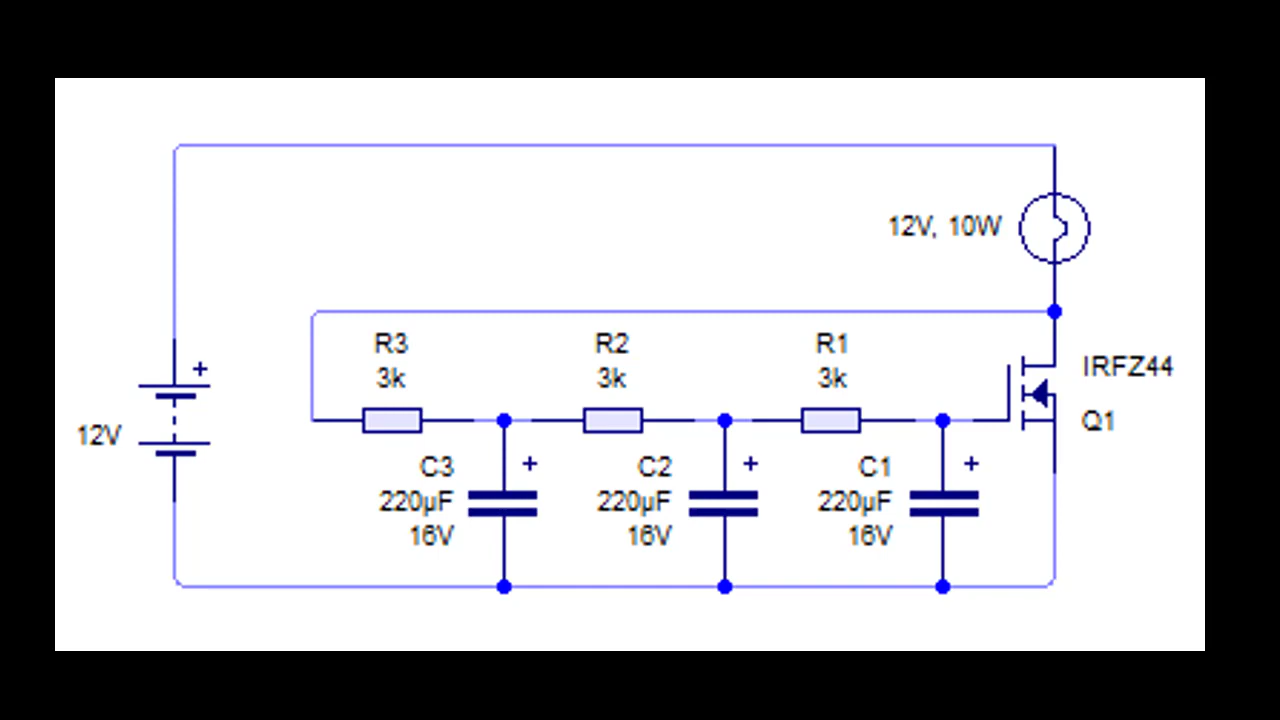 12V, 10W
R3
3k
R2
3k
R1
3k
IRFZ44
Q1
+
12V
C3
220µF
16V
+
C2
220µF
16V
+
C1
220µF
16V
+